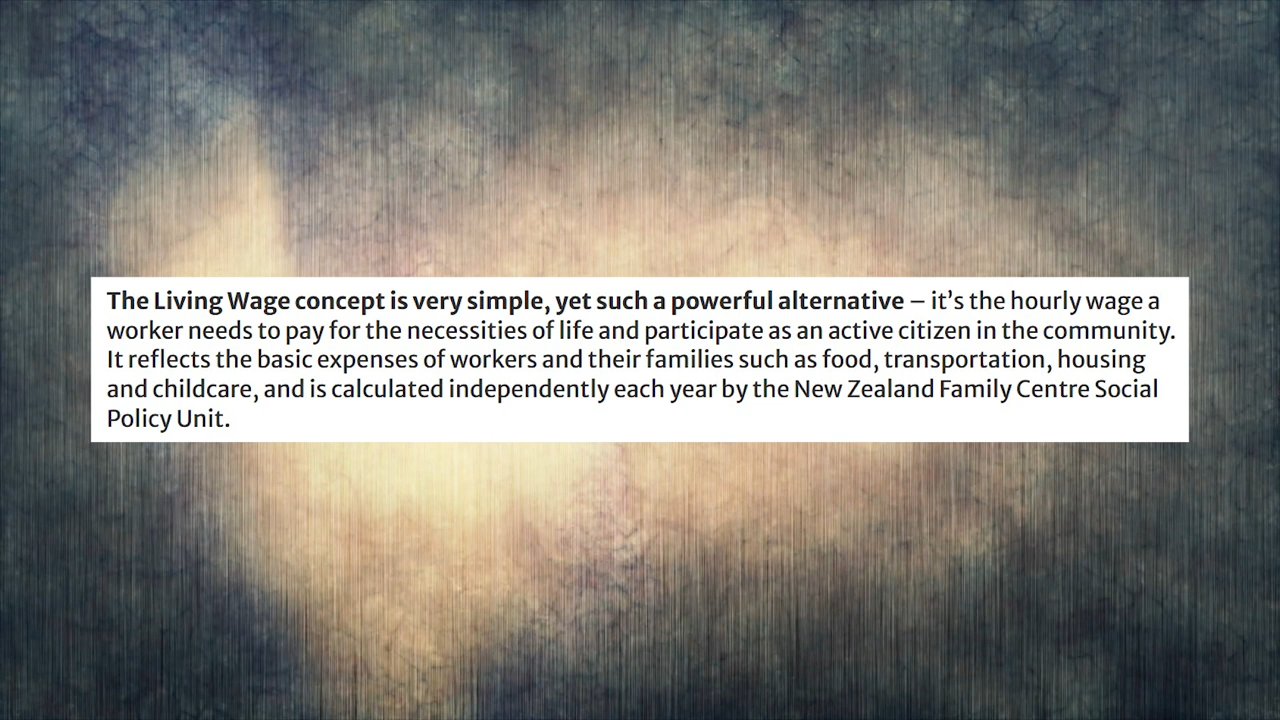 The Living Wage concept is very simple, yet such a powerful alternative – it’s the hourly wage a
worker needs to pay for the necessities of life and participate as an active citizen in the community.
It reflects the basic expenses of workers and their families such as food, transportation, housing
and childcare, and is calculated independently each year by the New Zealand Family Centre Social
Policy Unit.